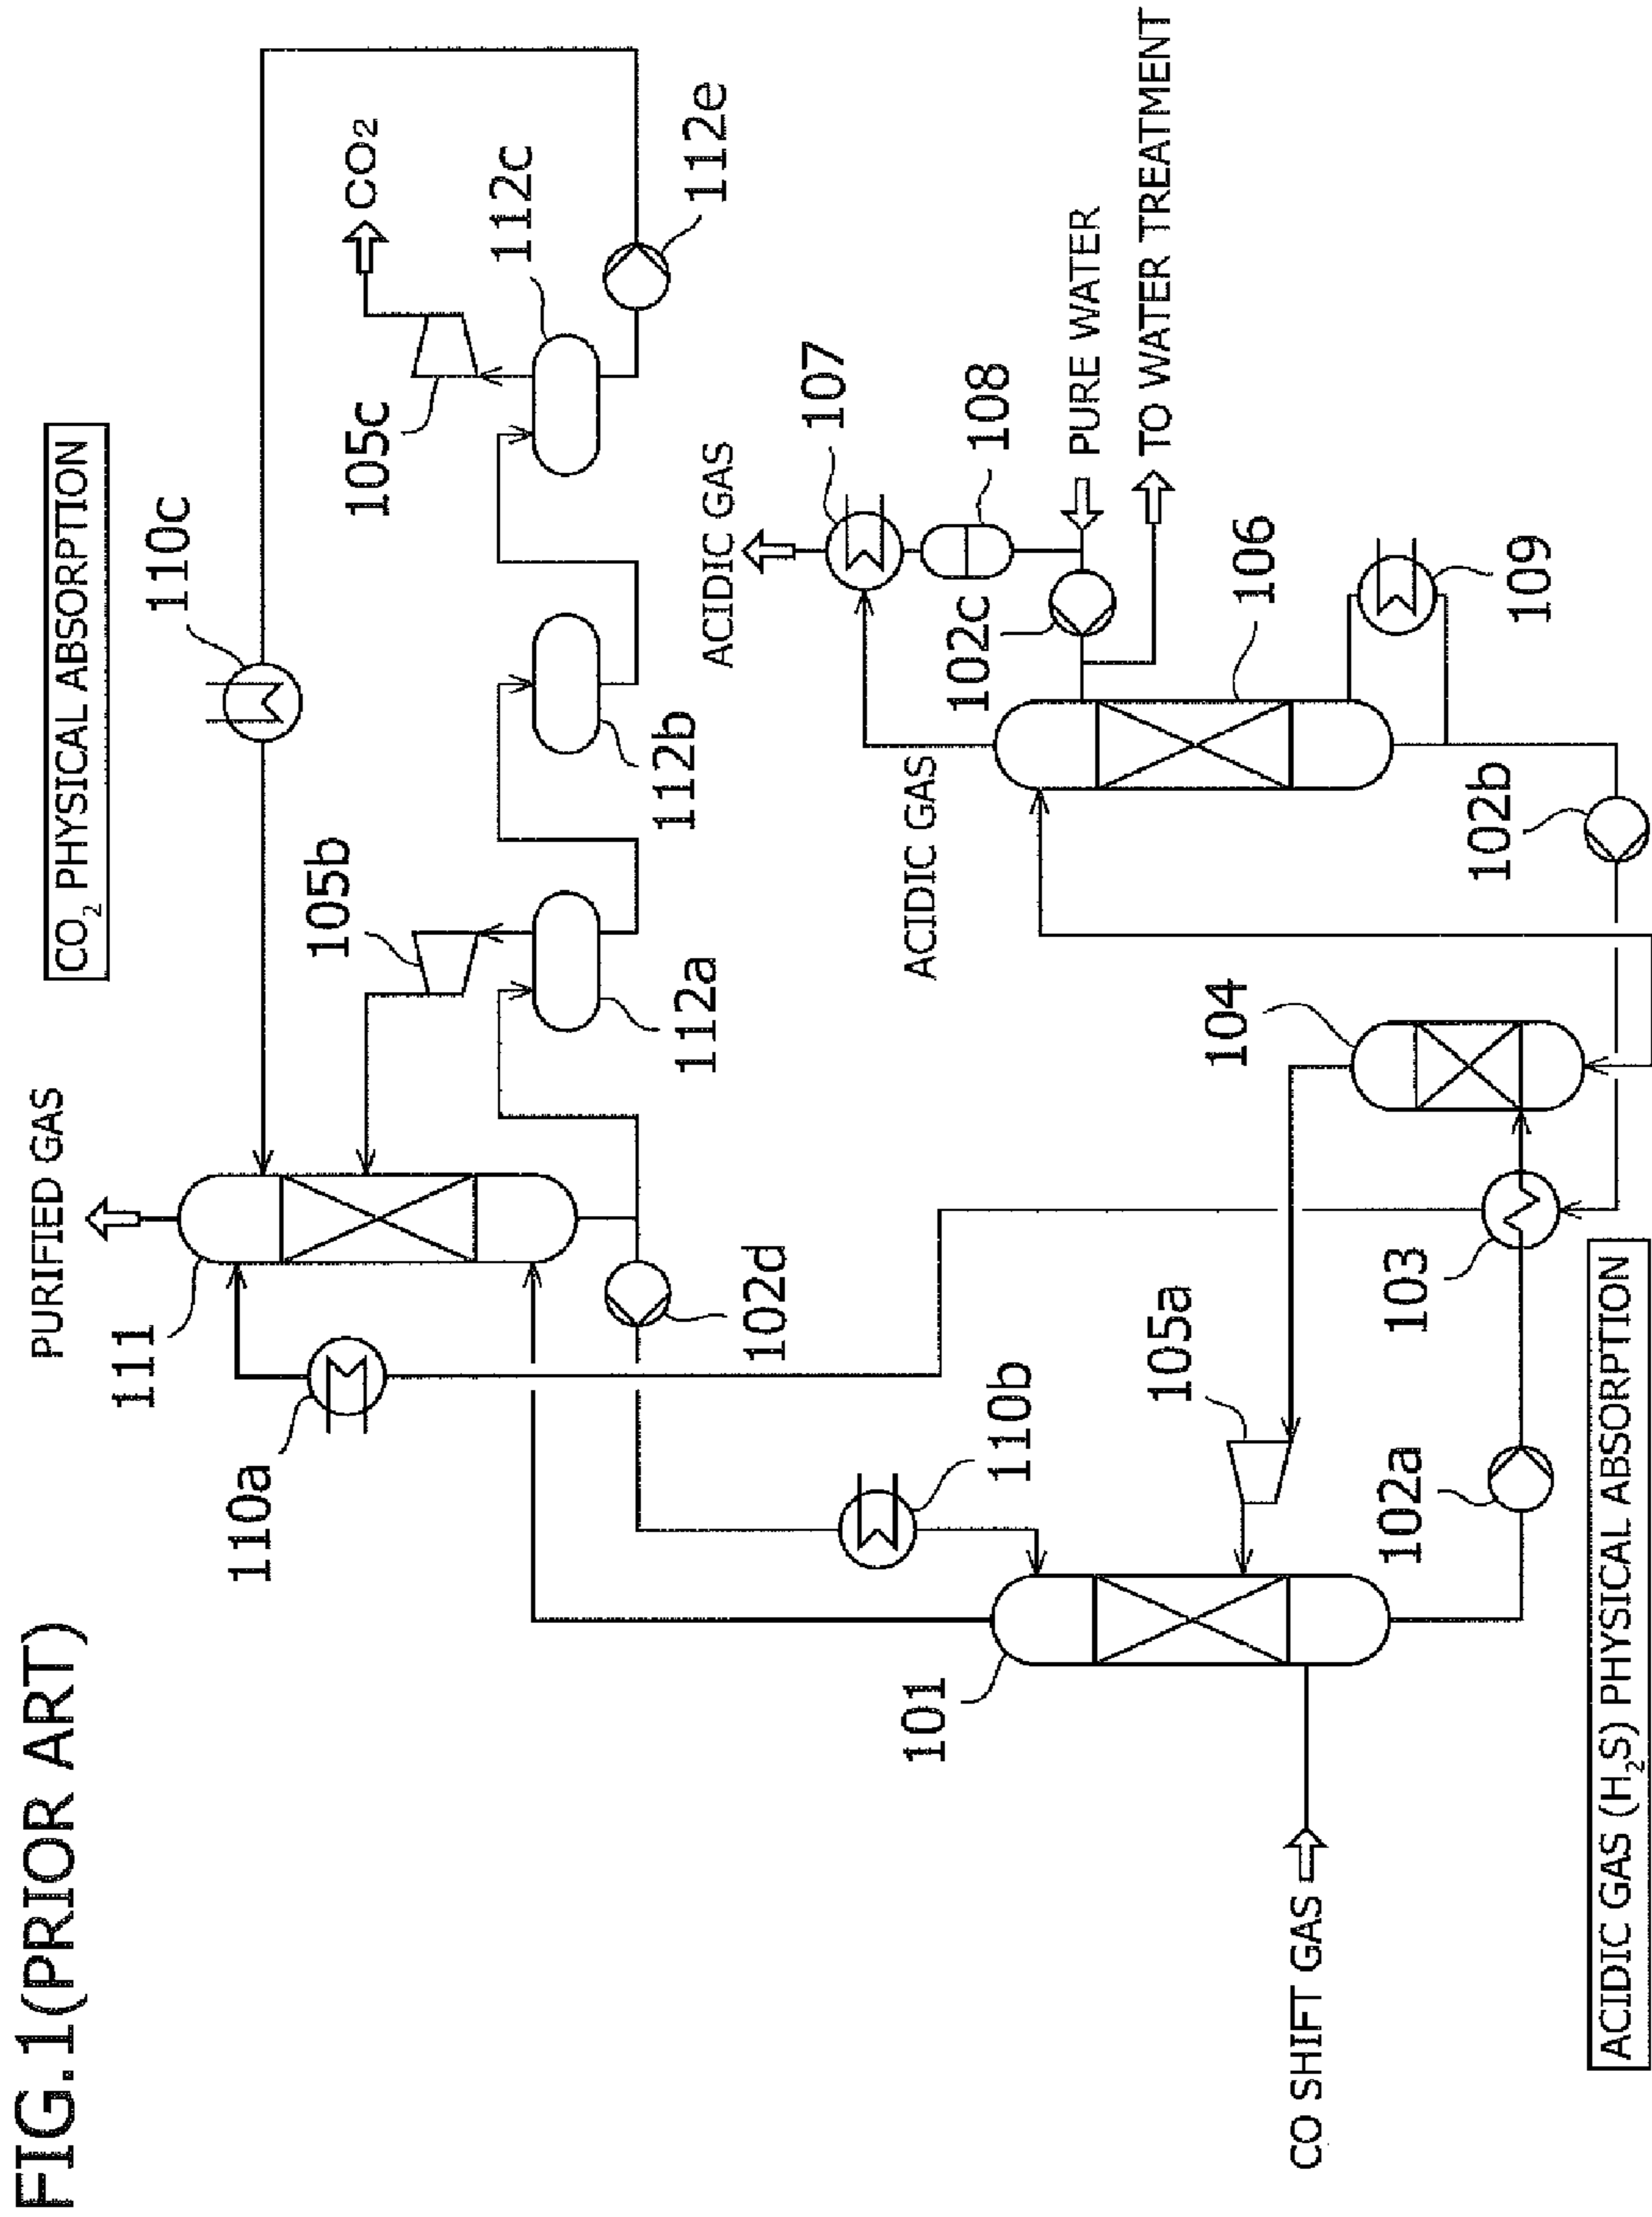 FIG.1(PRIOR ART)
CO₂ PHYSICAL ABSORPTION
PURIFIED GAS
111
110a
110c
105b
105c
CO₂
112a
112b
112c
112e
102d
110b
101
CO SHIFT GAS
105a
102a
103
104
ACIDIC GAS
ACIDIC GAS
107
108
102c
PURE WATER
TO WATER TREATMENT
106
109
102b
ACIDIC GAS (H₂S) PHYSICAL ABSORPTION